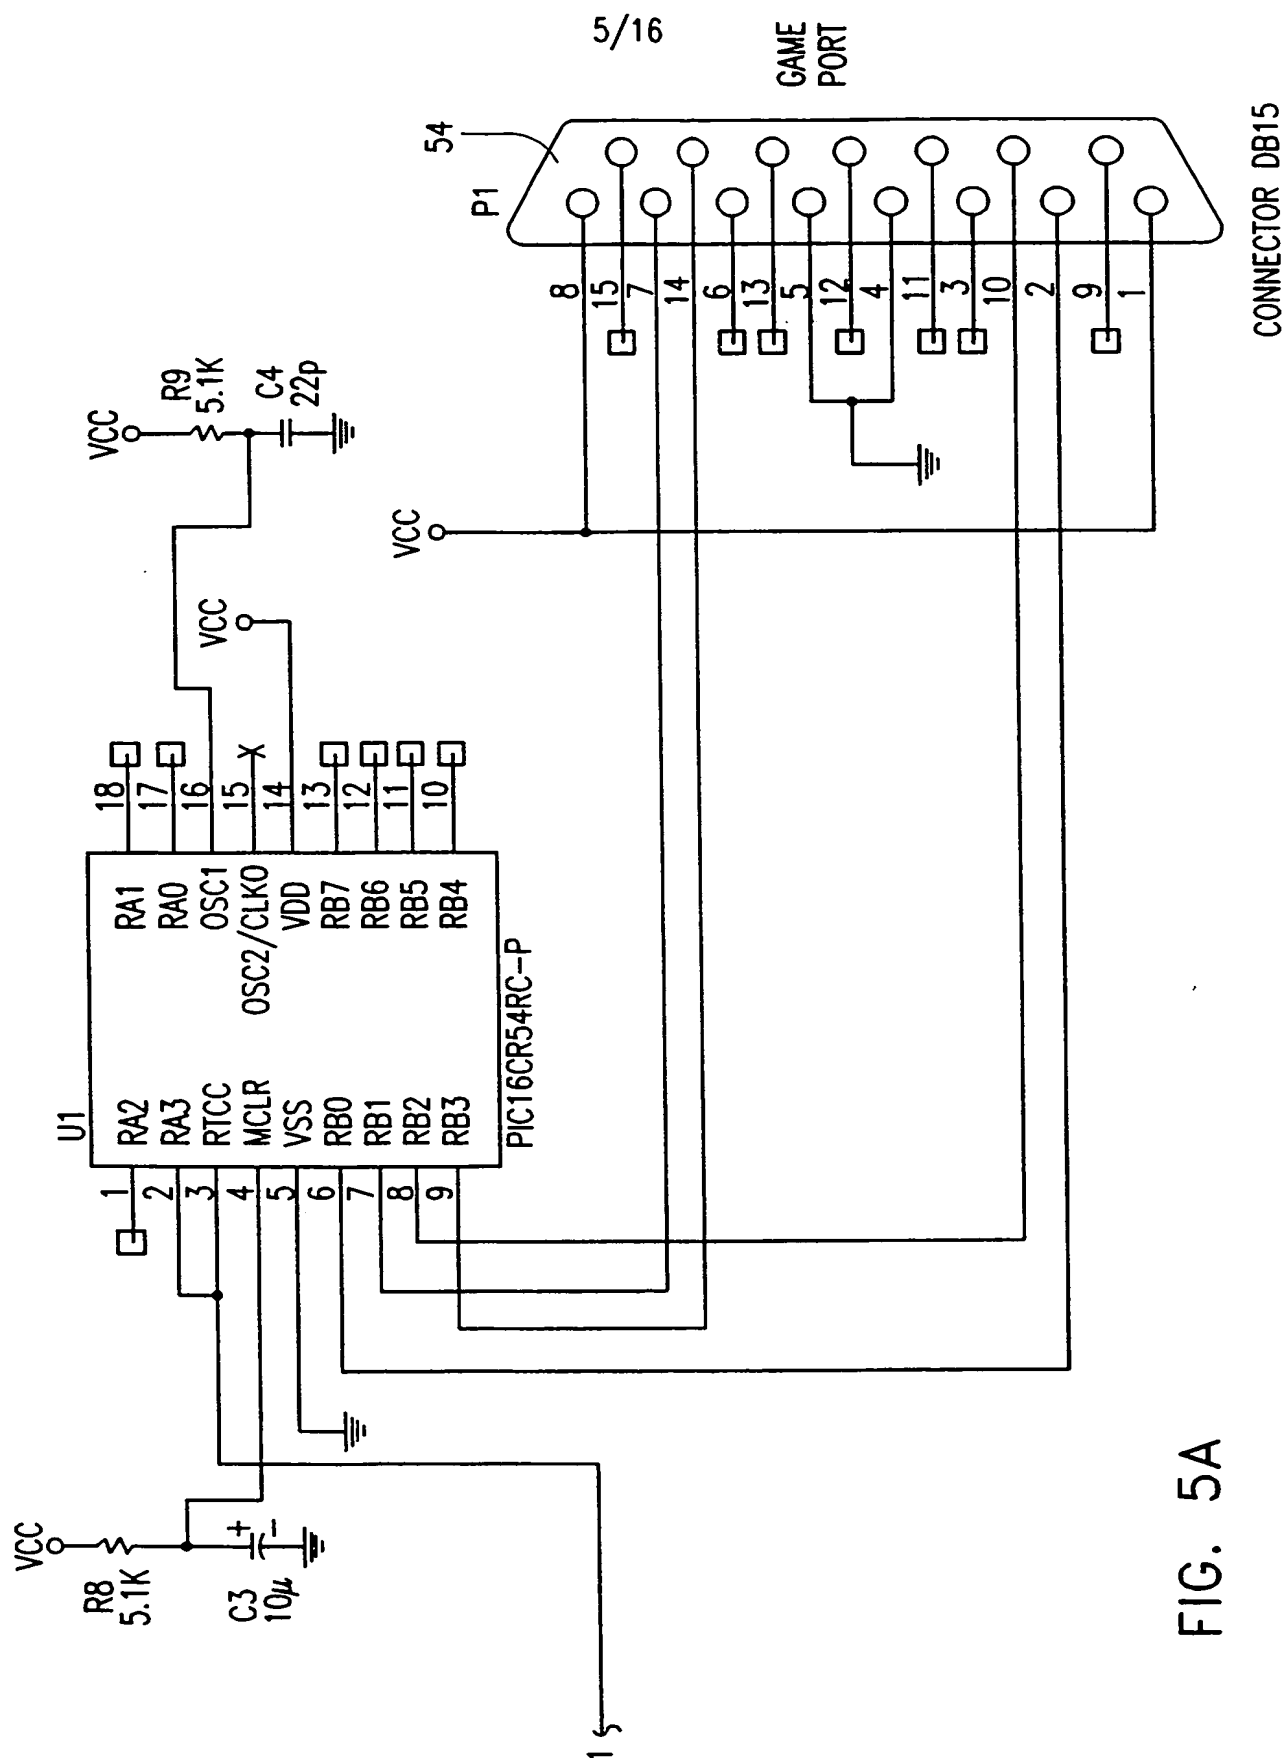 5/16
GAME
PORT
CONNECTOR DB15
54
P1
8
15
7
14
6
13
5
12
4
11
3
10
2
9
1
VCC
R9
5.1K
C4
22p
VCC
VCC
18
17
16
15
14
13
12
11
10
RA1
RA0
OSC1
OSC2/CLKO
VDD
RB7
RB6
RB5
RB4
U1
RA2
RA3
RTCC
MCLR
VSS
RB0
RB1
RB2
RB3
PIC16CR54RC-P
1
2
3
4
5
6
7
8
9
VCC
R8
5.1K
C3
10μ
+
-
1
FIG. 5A